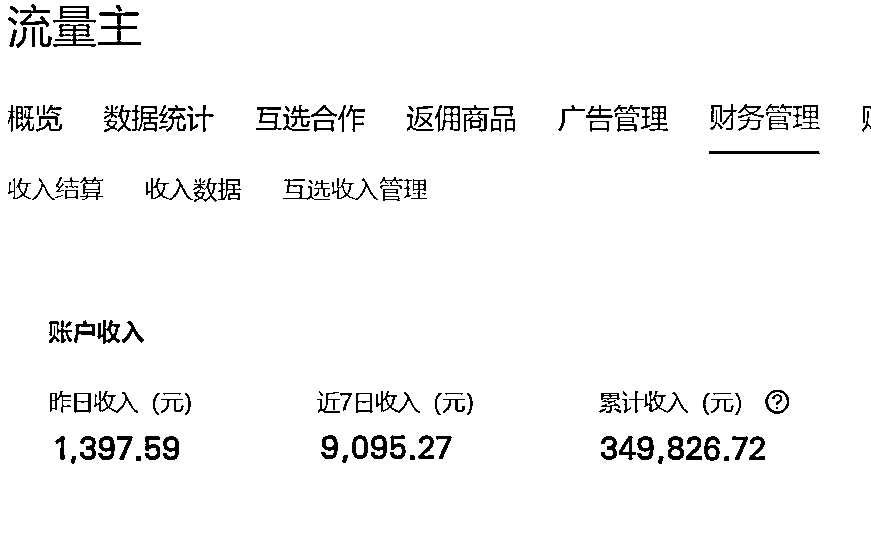 流量主
概览 数据统计 互选合作 返佣商品 广告管理 财务管理
收入结算 收入数据 互选收入管理
账户收入
昨日收入 (元) 近7日收入 (元) 累计收入 (元) ?
1,397.59 9,095.27 349,826.72